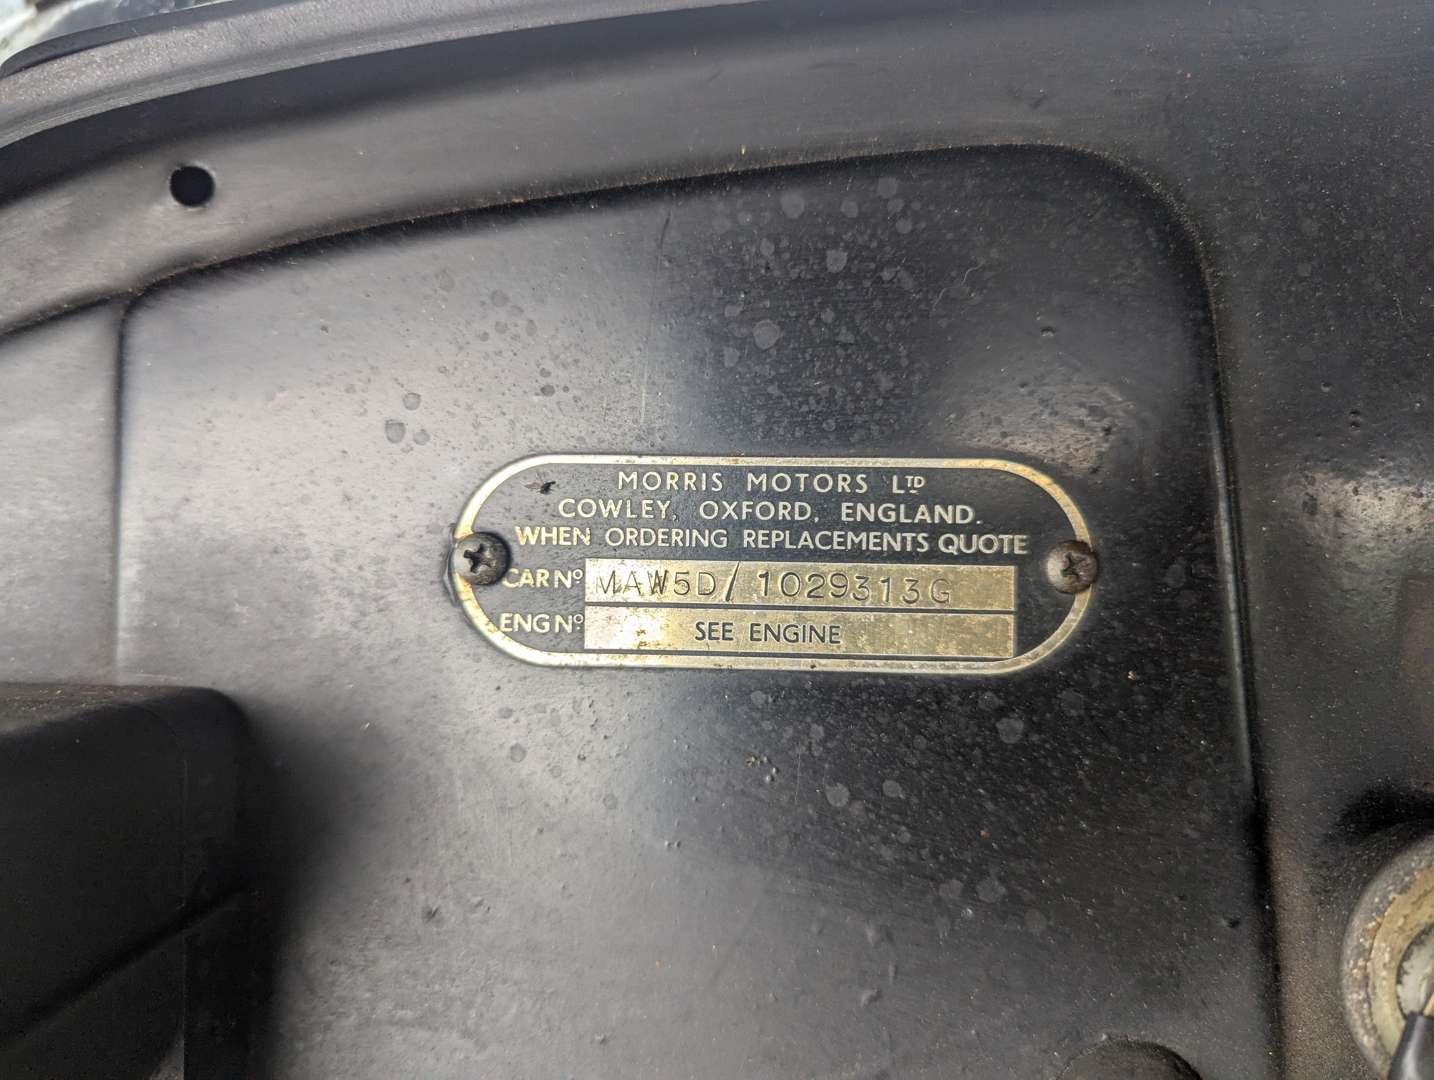 MORRIS MOTORS LTD
COWLEY, OXFORD, ENGLAND.
WHEN ORDERING REPLACEMENTS QUOTE
CAR Nº MAW5D/1029313G
ENG Nº SEE ENGINE